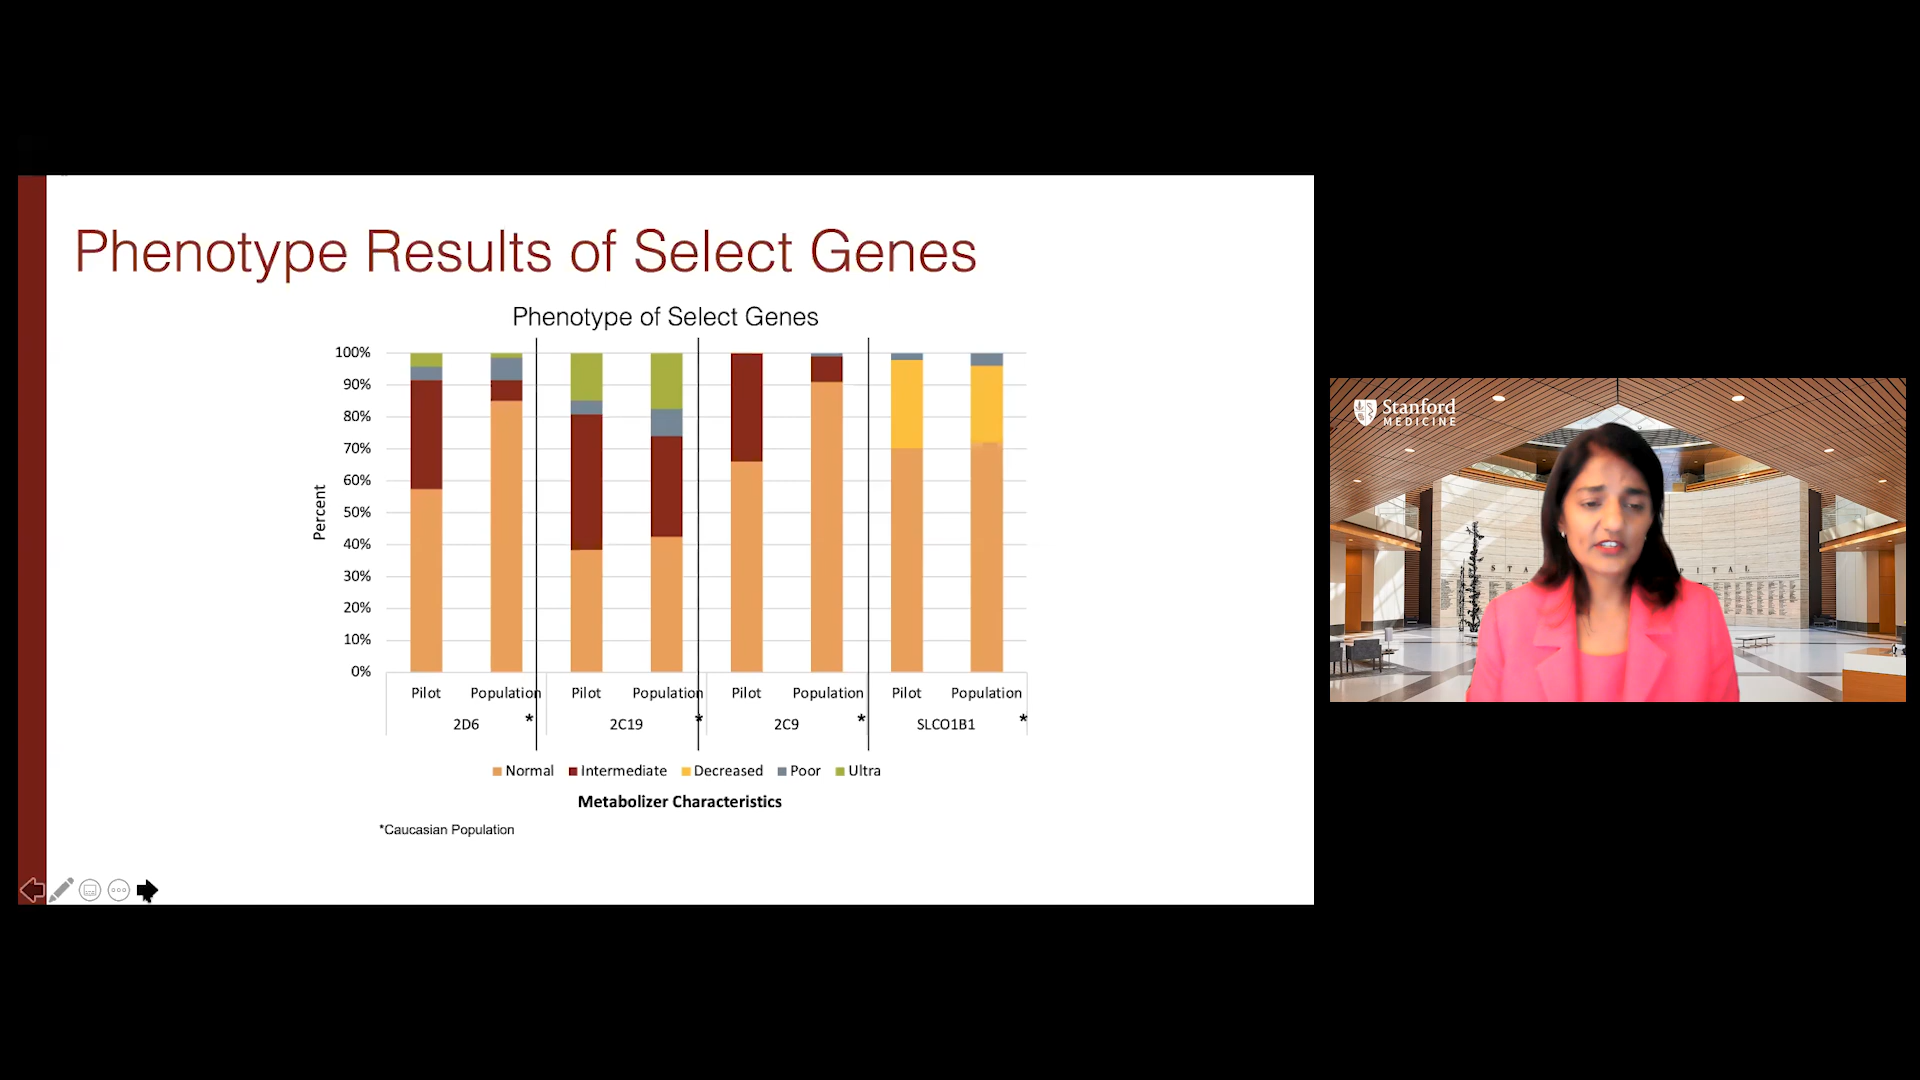 Phenotype Results of Select Genes
Phenotype of Select Genes
100%
90%
80%
70%
60%
50%
40%
30%
20%
10%
0%
Percent
Pilot Population Pilot Population Pilot Population Pilot Population
2D6 * 2C19 * 2C9 * SLCO1B1 *
Normal Intermediate Decreased Poor Ultra
Metabolizer Characteristics
*Caucasian Population
Stanford
MEDICINE